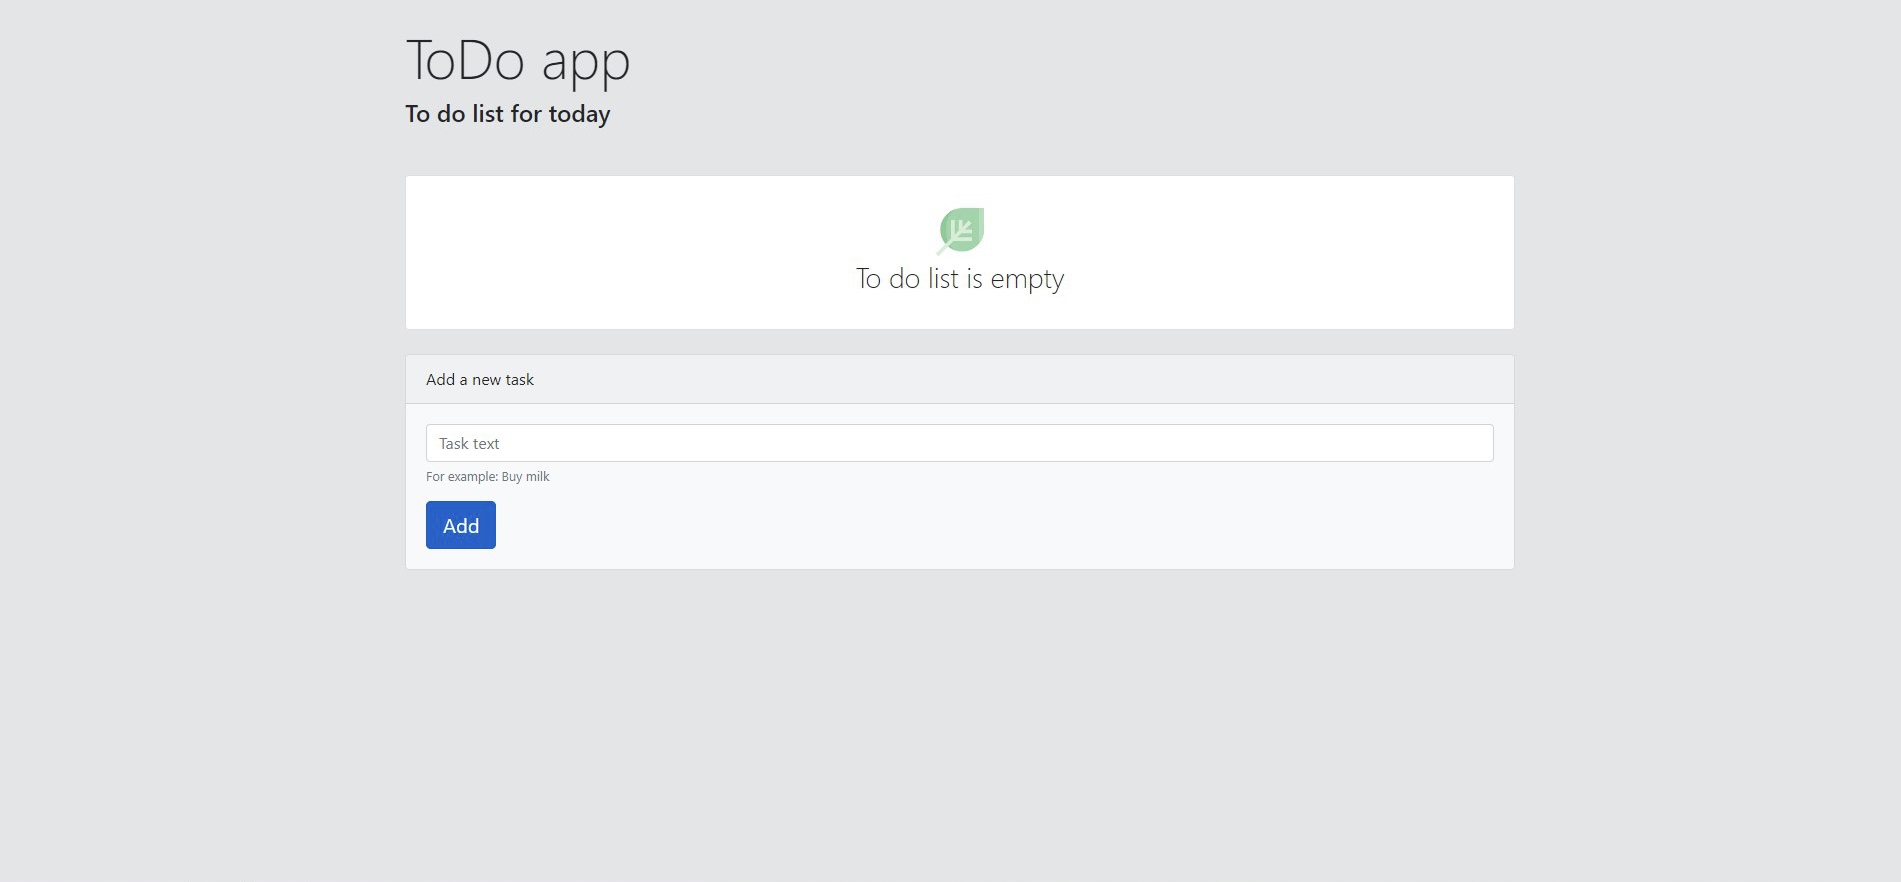 ToDo app
To do list for today
To do list is empty
Add a new task
Task text
For example: Buy milk
Add